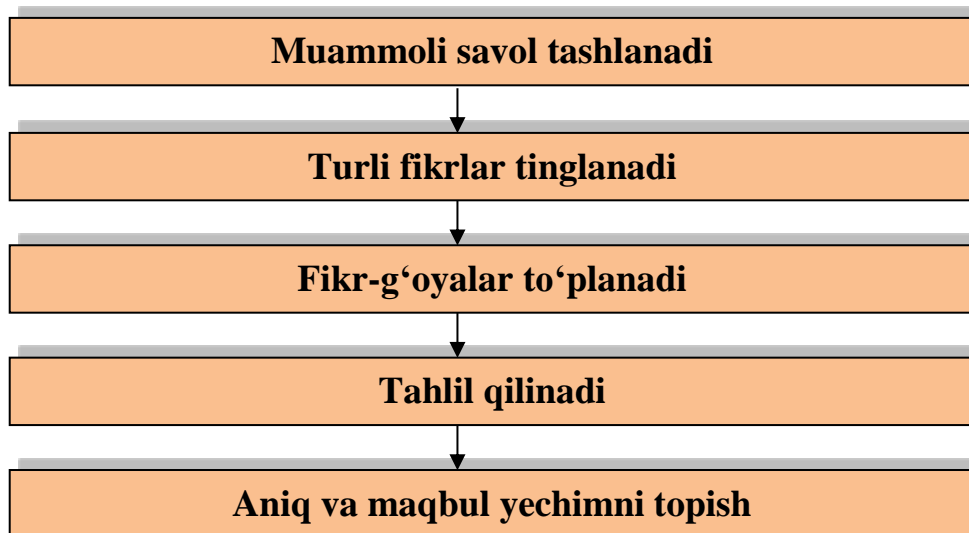 Muammoli savol tashlanadi
Turli fikrlar tinglanadi
Fikr-g‘oyalar to‘planadi
Tahlil qilinadi
Aniq va maqbul yechimni topish